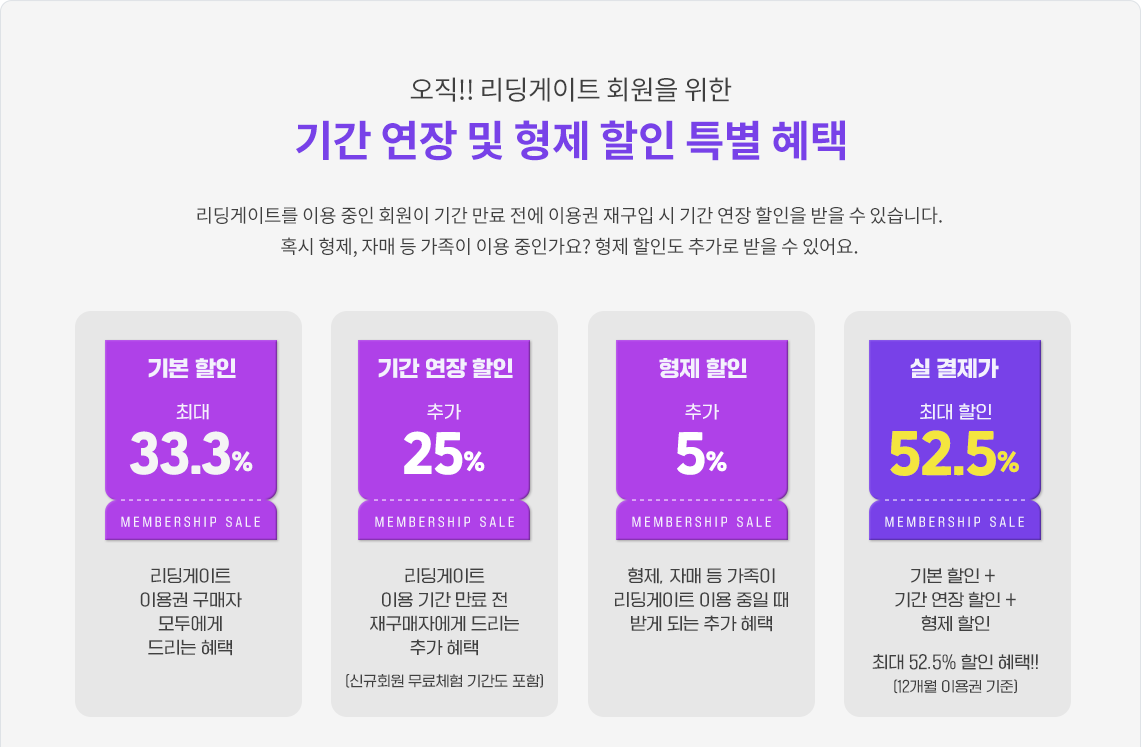 오직!! 리딩게이트 회원을 위한
기간 연장 및 형제 할인 특별 혜택
리딩게이트를 이용 중인 회원이 기간 만료 전에 이용권 재구입 시 기간 연장 할인을 받을 수 있습니다.
혹시 형제, 자매 등 가족이 이용 중인가요? 형제 할인도 추가로 받을 수 있어요.
기본 할인
최대
33.3%
MEMBERSHIP SALE
리딩게이트
이용권 구매자
모두에게
드리는 혜택
기간 연장 할인
추가
25%
MEMBERSHIP SALE
리딩게이트
이용 기간 만료 전
재구매자에게 드리는
추가 혜택
(신규회원 무료체험 기간도 포함)
형제 할인
추가
5%
MEMBERSHIP SALE
형제, 자매 등 가족이
리딩게이트 이용 중일 때
받게 되는 추가 혜택
실 결제가
최대 할인
52.5%
MEMBERSHIP SALE
기본 할인 +
기간 연장 할인 +
형제 할인
최대 52.5% 할인 혜택!!
(12개월 이용권 기준)